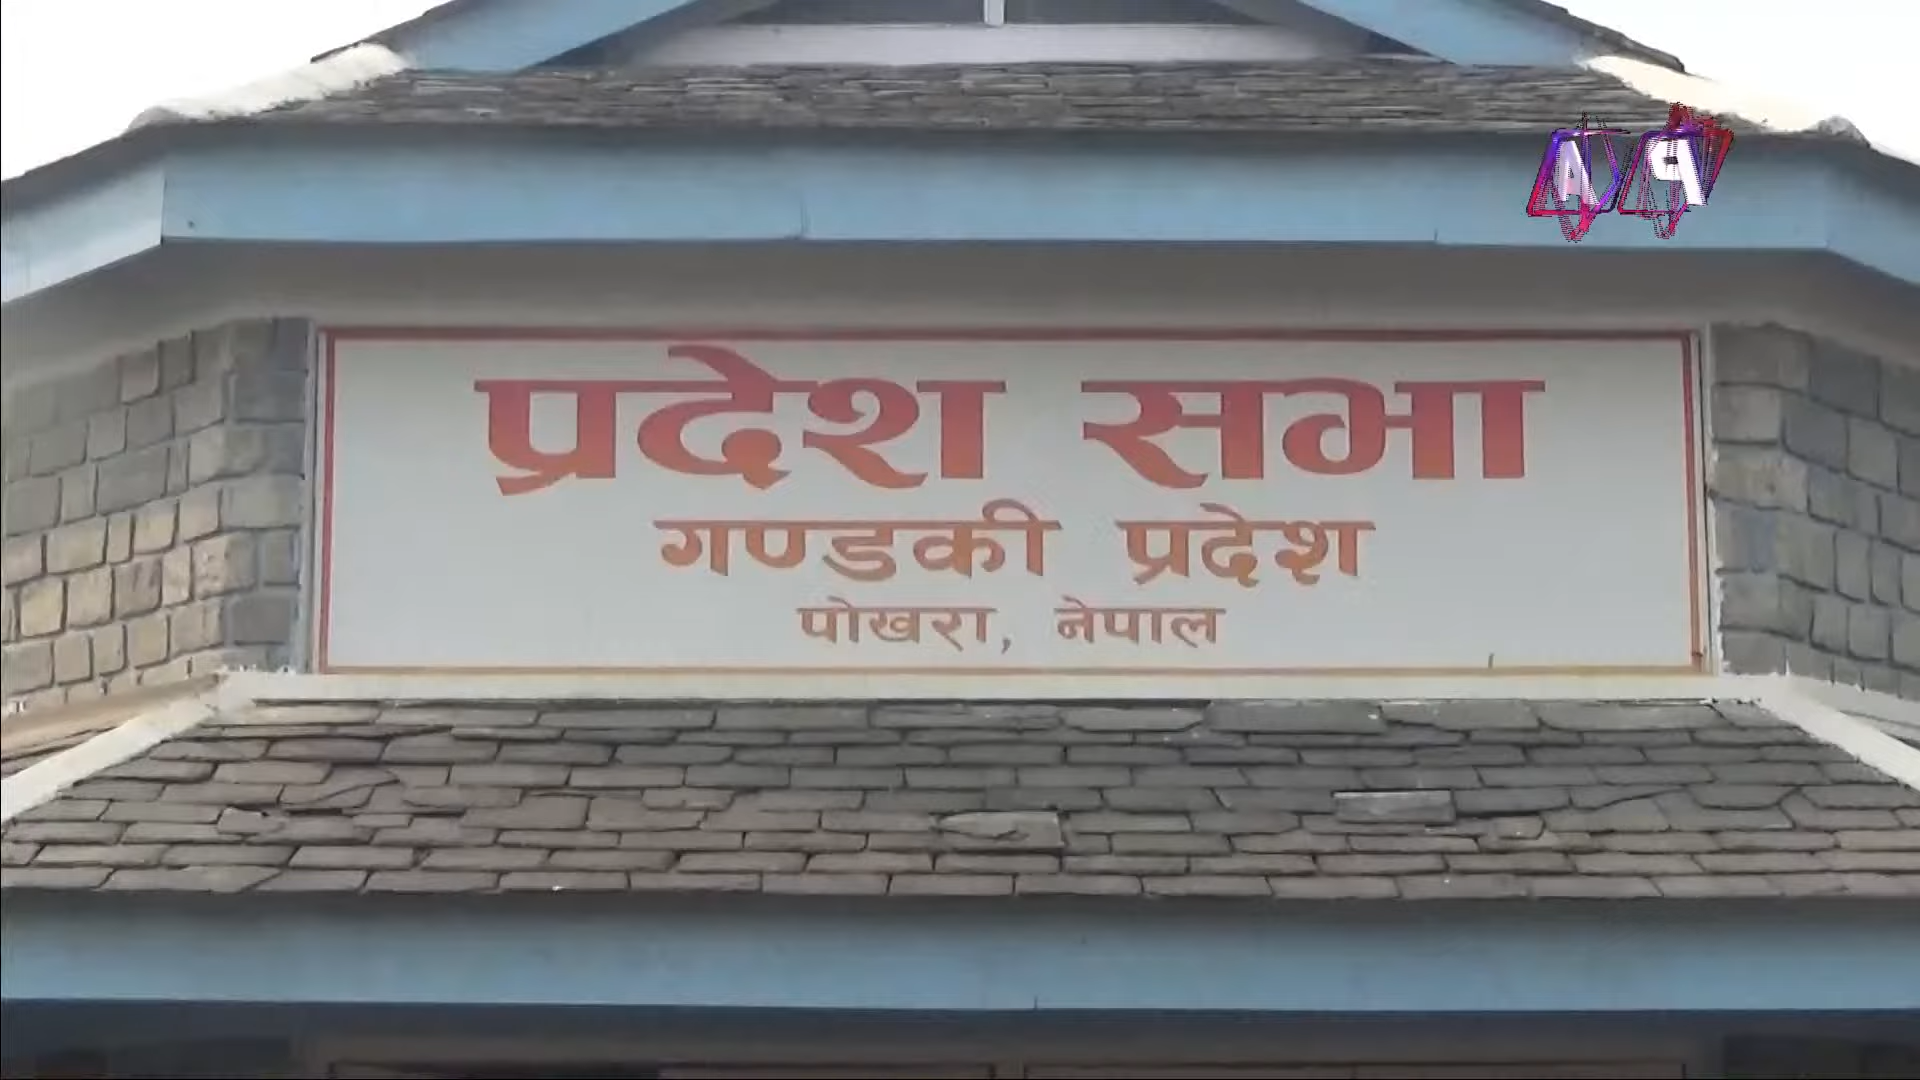 प्रदेश सभा
गण्डकी प्रदेश
पोखरा, नेपाल